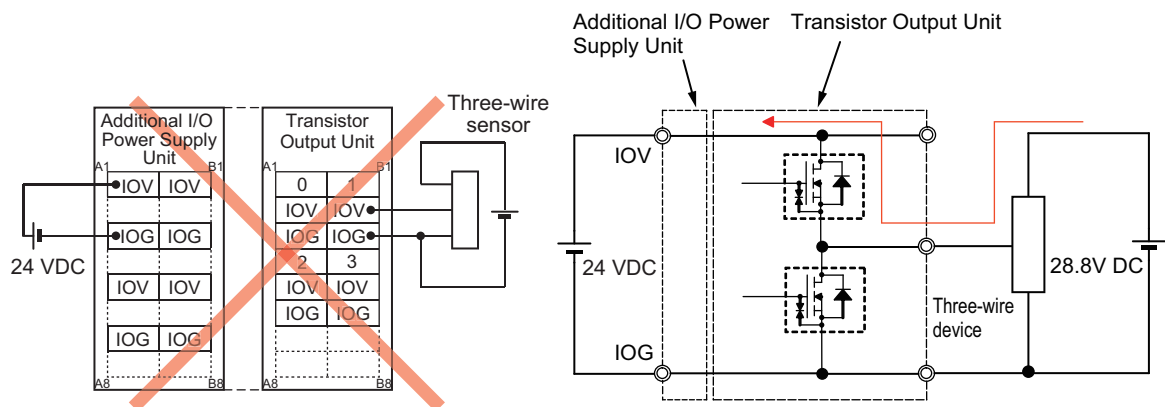 Additional I/O
Power Supply
Unit
A1
B1
IOV IOV
IOG IOG
IOV IOV
IOG IOG
A8
B8
24 VDC
Transistor
Output Unit
A1
B1
0 1
IOV IOV
IOG IOG
2 3
IOV IOV
IOG IOG
A8
B8
Three-wire
sensor
Additional I/O Power
Supply Unit
Transistor Output Unit
IOV
24 VDC
IOG
Three-wire
device
28.8V DC